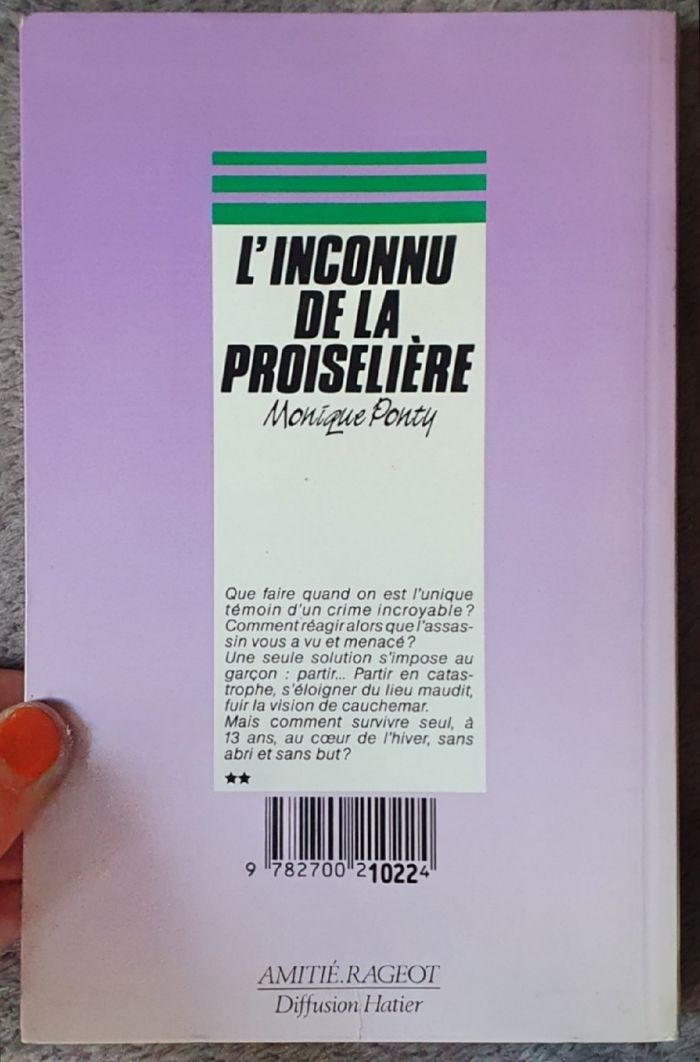 L'INCONNU
DE LA
PROISELIÈRE
Monique Ponty
Que faire quand on est l'unique
témoin d'un crime incroyable ?
Comment réagir alors que l'assas-
sin vous a vu et menacé ?
Une seule solution s'impose au
garçon : partir... Partir en catas-
trophe, s'éloigner du lieu maudit,
fuir la vision de cauchemar.
Mais comment survivre seul, à
13 ans, au cœur de l'hiver, sans
abri et sans but ?
★★
9 782700 210224
AMITIÉ.RAGEOT
Diffusion Hatier